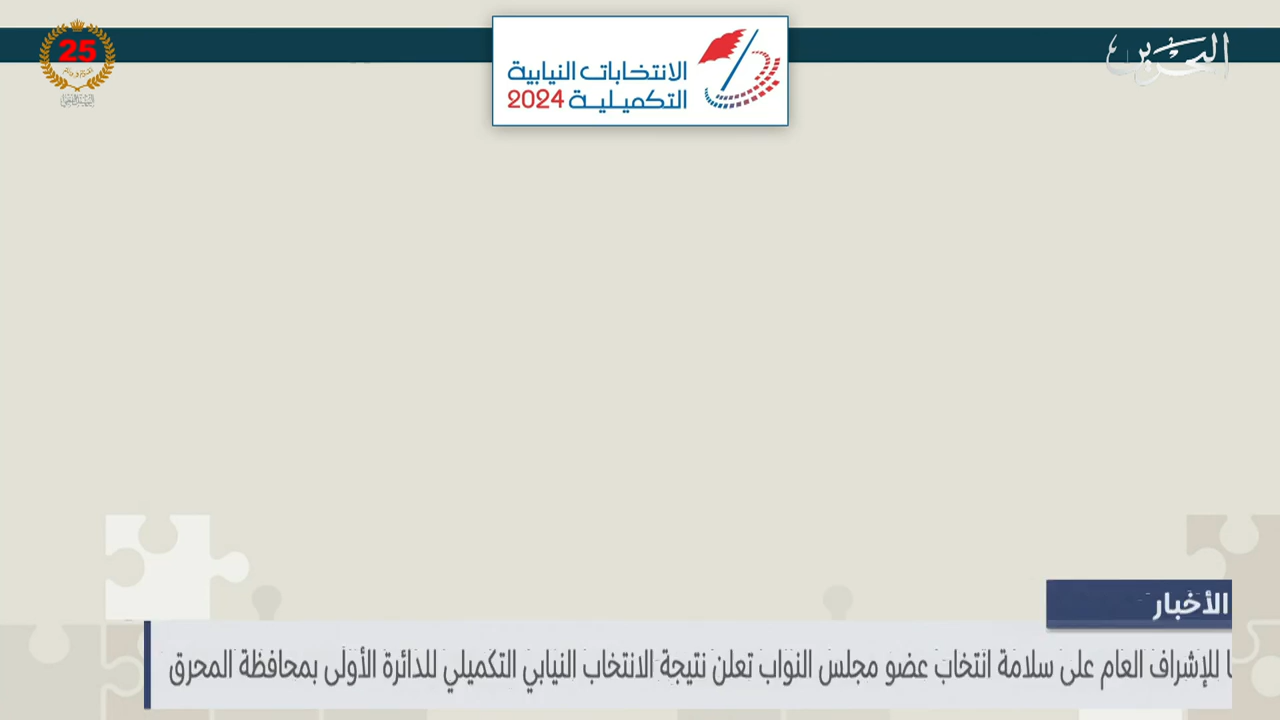 25
البحرين
الانتخابات النيابية
التكميلية 2024
الأخبار
للإشراف العام على سلامة انتخاب عضو مجلس النواب تعلن نتيجة الانتخاب النيابي التكميلي للدائرة الأولى بمحافظة المحرق